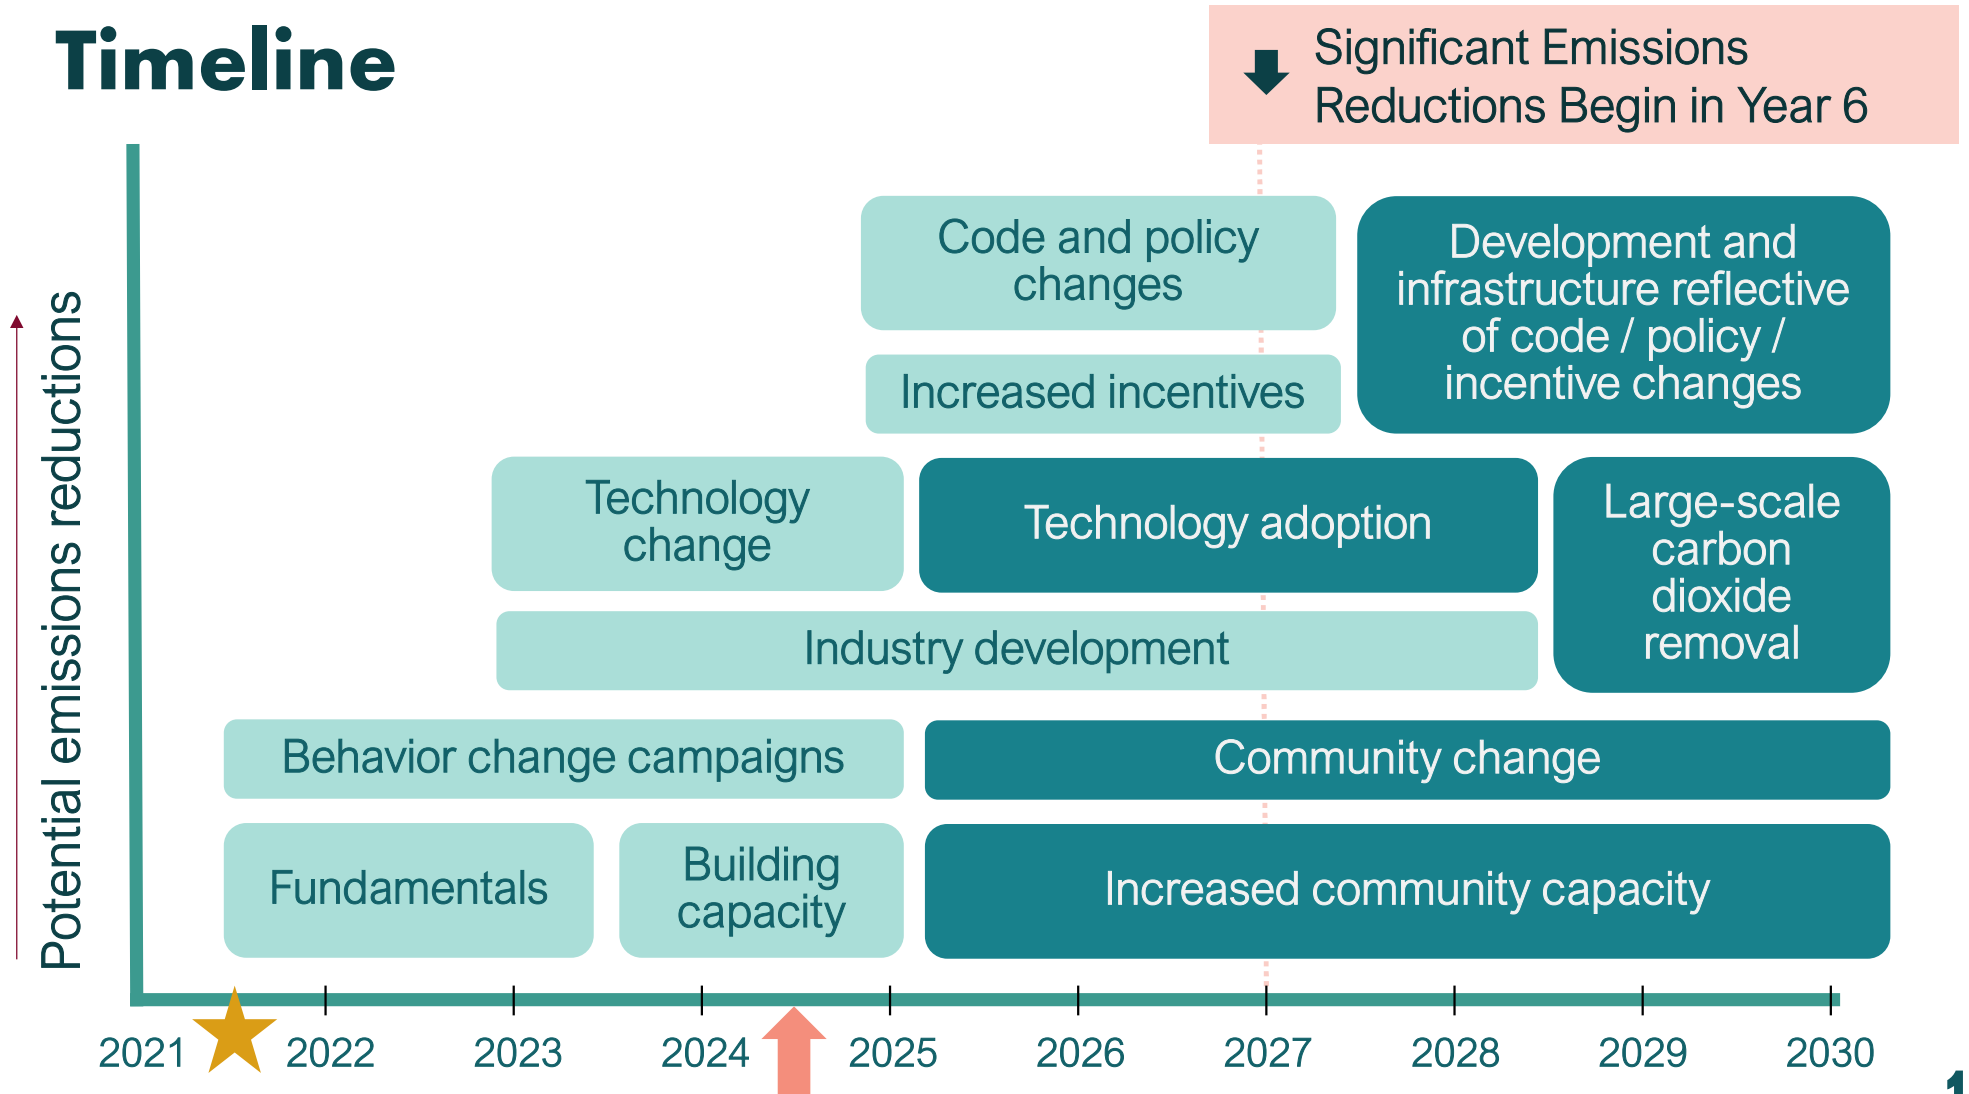 Timeline
Significant Emissions
Reductions Begin in Year 6
Potential emissions reductions
Code and policy
changes
Development and
infrastructure reflective
of code / policy /
incentive changes
Increased incentives
Technology
change
Technology adoption
Large-scale
carbon
dioxide
removal
Industry development
Behavior change campaigns
Community change
Fundamentals
Building
capacity
Increased community capacity
2021 2022 2023 2024 2025 2026 2027 2028 2029 2030